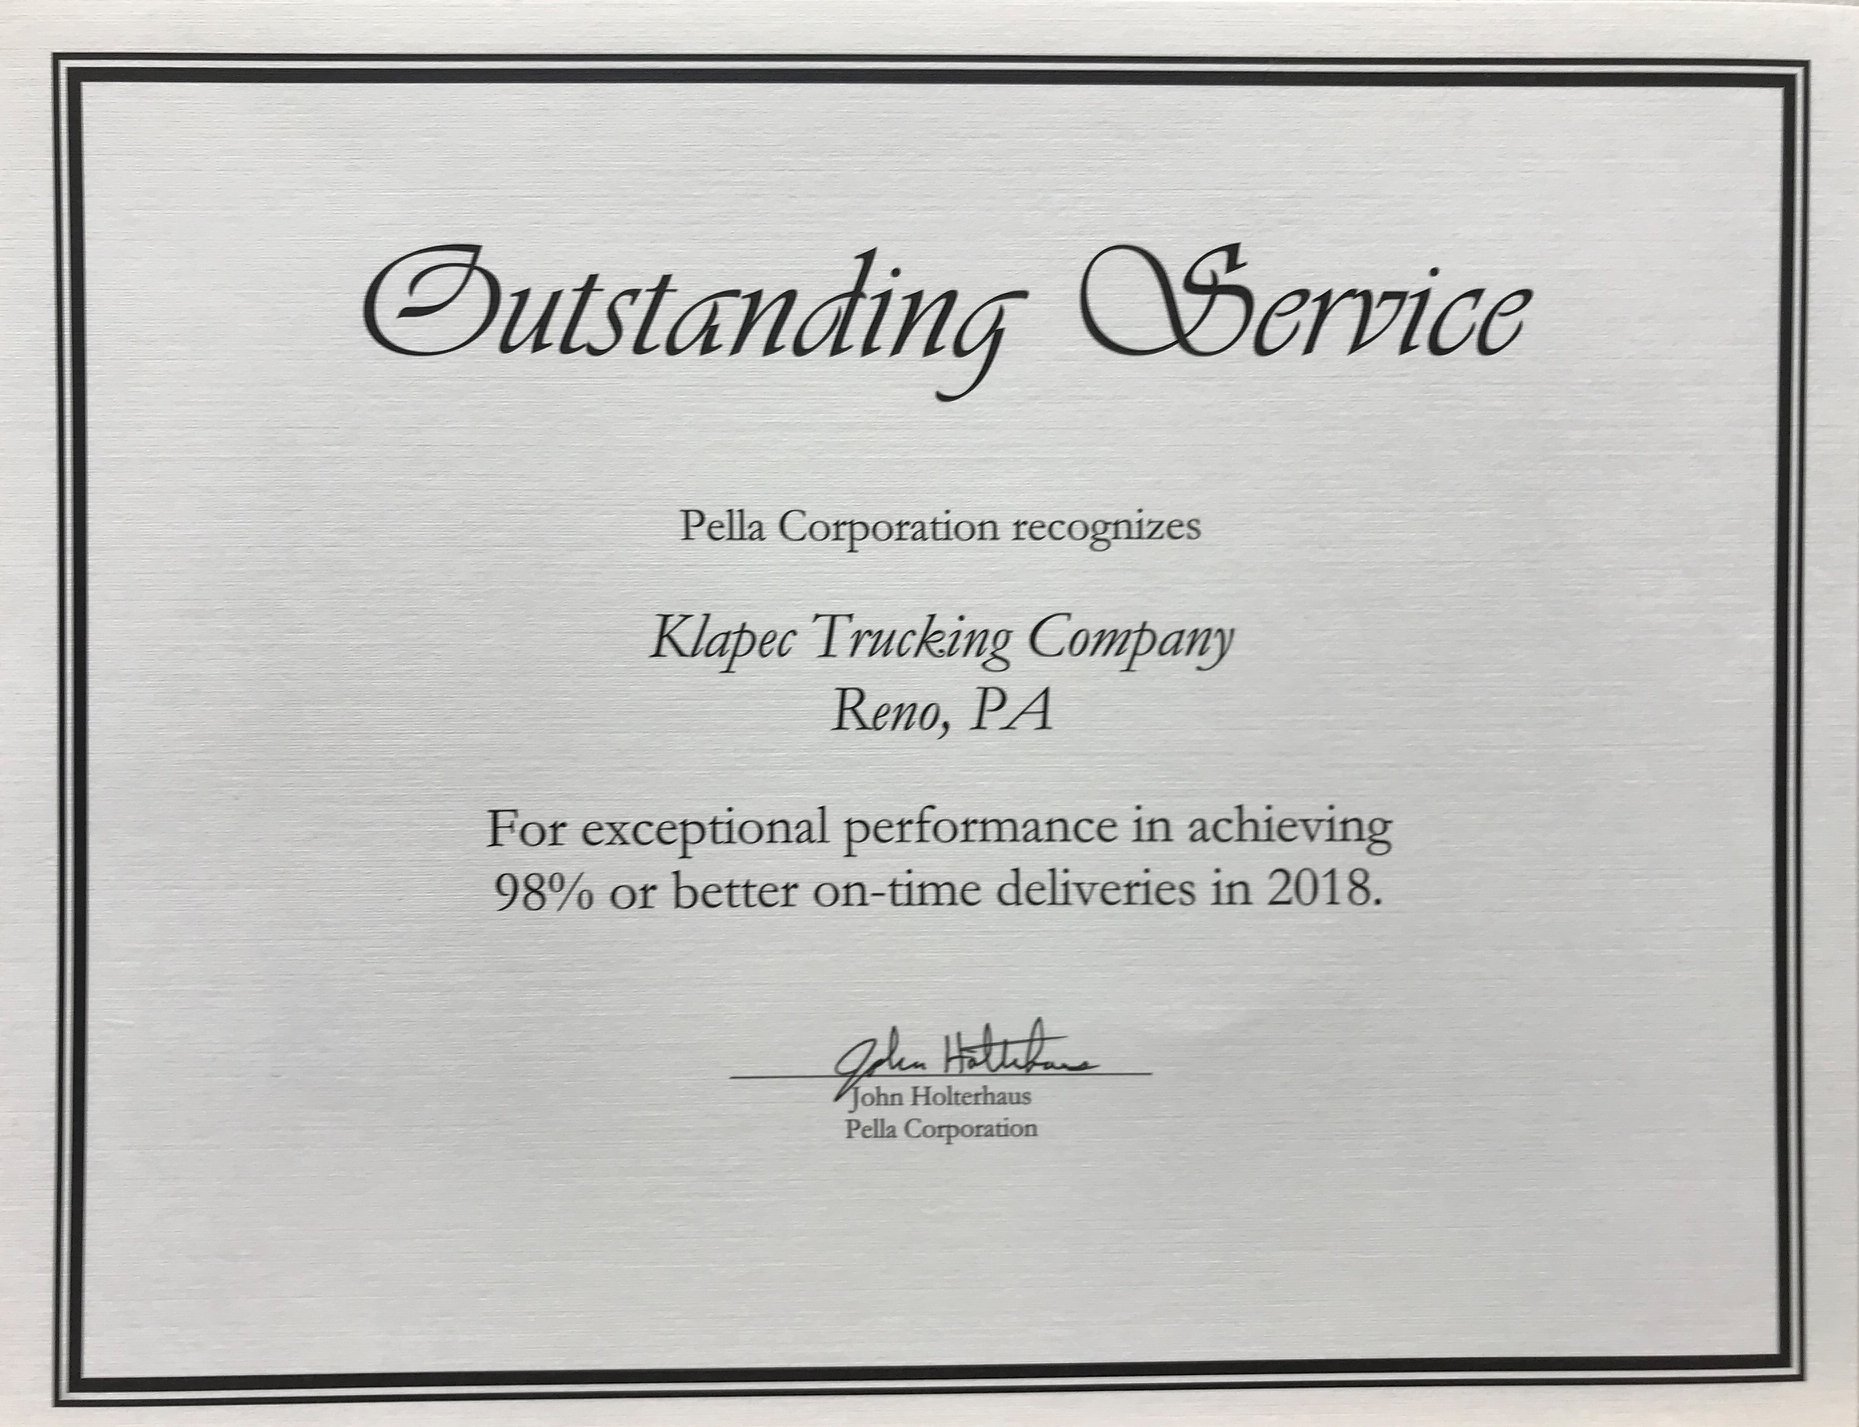 Outstanding Service
Pella Corporation recognizes
Klapec Trucking Company
Reno, PA
For exceptional performance in achieving
98% or better on-time deliveries in 2018.
John Holterhaus
John Holterhaus
Pella Corporation